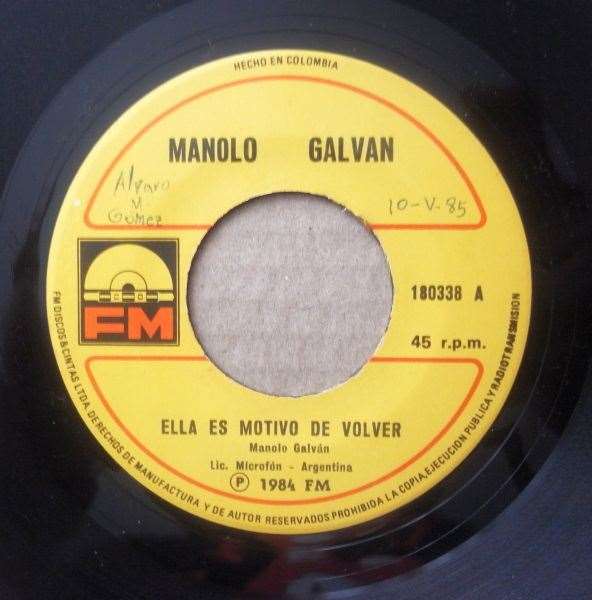 HECHO EN COLOMBIA
MANOLO GALVAN
Alvaro
M.
Gomez
10-V-85
FM
180338 A
45 r.p.m.
ELLA ES MOTIVO DE VOLVER
Manolo Galván
Lic. Microfón - Argentina
Ⓟ 1984 FM
FM DISCOS & CINTAS LTDA. DERECHOS DE MANUFACTURA Y DE AUTOR RESERVADOS PROHIBIDA LA COPIA, EJECUCION PUBLICA Y RADIOTRANSMISION